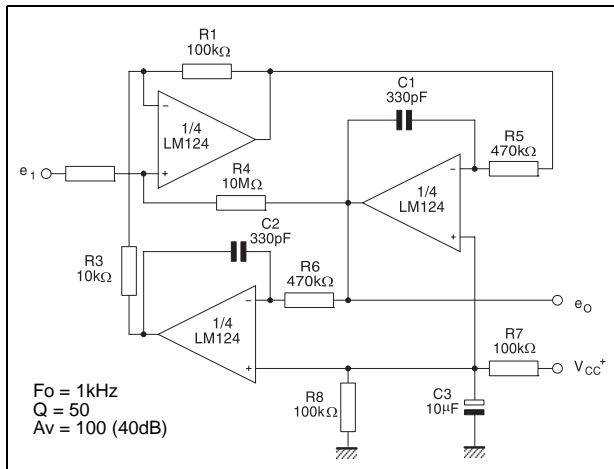 R1
100kΩ
C1
330pF
1/4
LM124
R5
470kΩ
e1
R4
10MΩ
1/4
LM124
C2
330pF
R3
10kΩ
R6
470kΩ
eO
1/4
LM124
R7
100kΩ
VCC+
R8
100kΩ
C3
10µF
Fo = 1kHz
Q = 50
Av = 100 (40dB)
- 
+
-
+
-
+